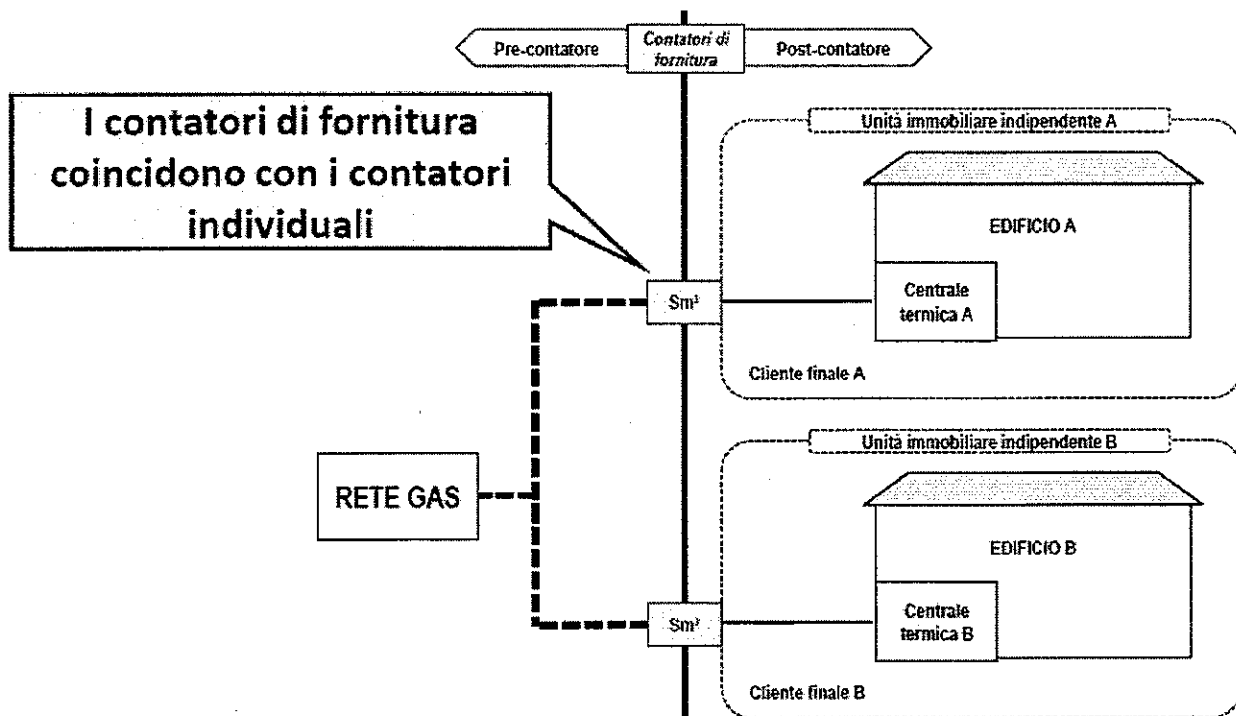 Pre-contatore
Contatori di
fornitura
Post-contatore
I contatori di fornitura
coincidono con i contatori
individuali
Unità immobiliare indipendente A
EDIFICIO A
Sm³
Centrale
termica A
Cliente finale A
Unità immobiliare indipendente B
RETE GAS
EDIFICIO B
Sm³
Centrale
termica B
Cliente finale B